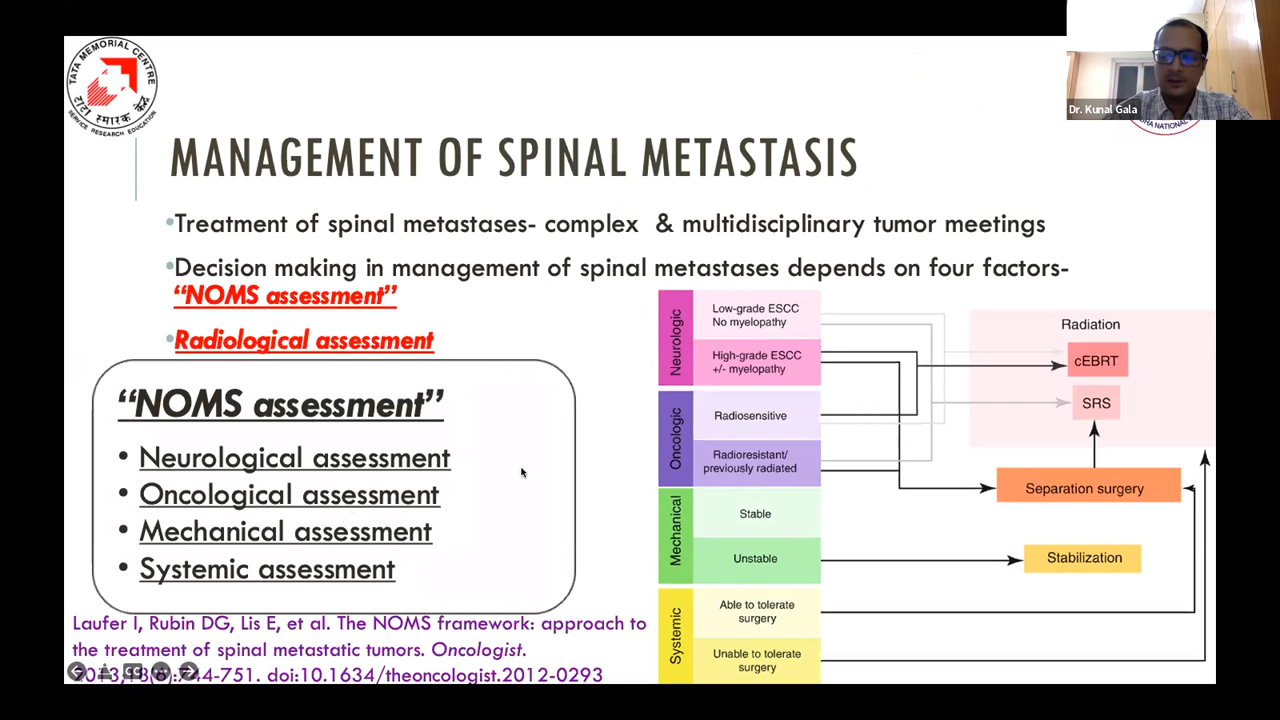 TATA MEMORIAL CENTRE
टाटा स्मारक केंद्र
SERVICE RESEARCH EDUCATION
Dr. Kunal Gala
NATIONAL
MANAGEMENT OF SPINAL METASTASIS
•Treatment of spinal metastases- complex & multidisciplinary tumor meetings
•Decision making in management of spinal metastases depends on four factors-
“NOMS assessment”
•Radiological assessment
“NOMS assessment”
• Neurological assessment
• Oncological assessment
• Mechanical assessment
• Systemic assessment
Laufer I, Rubin DG, Lis E, et al. The NOMS framework: approach to
the treatment of spinal metastatic tumors. Oncologist.
744-751. doi:10.1634/theoncologist.2012-0293
Neurologic
Low-grade ESCC
No myelopathy
High-grade ESCC
+/- myelopathy
Oncologic
Radiosensitive
Radioresistant/
previously radiated
Mechanical
Stable
Unstable
Systemic
Able to tolerate
surgery
Unable to tolerate
surgery
Radiation
cEBRT
SRS
Separation surgery
Stabilization